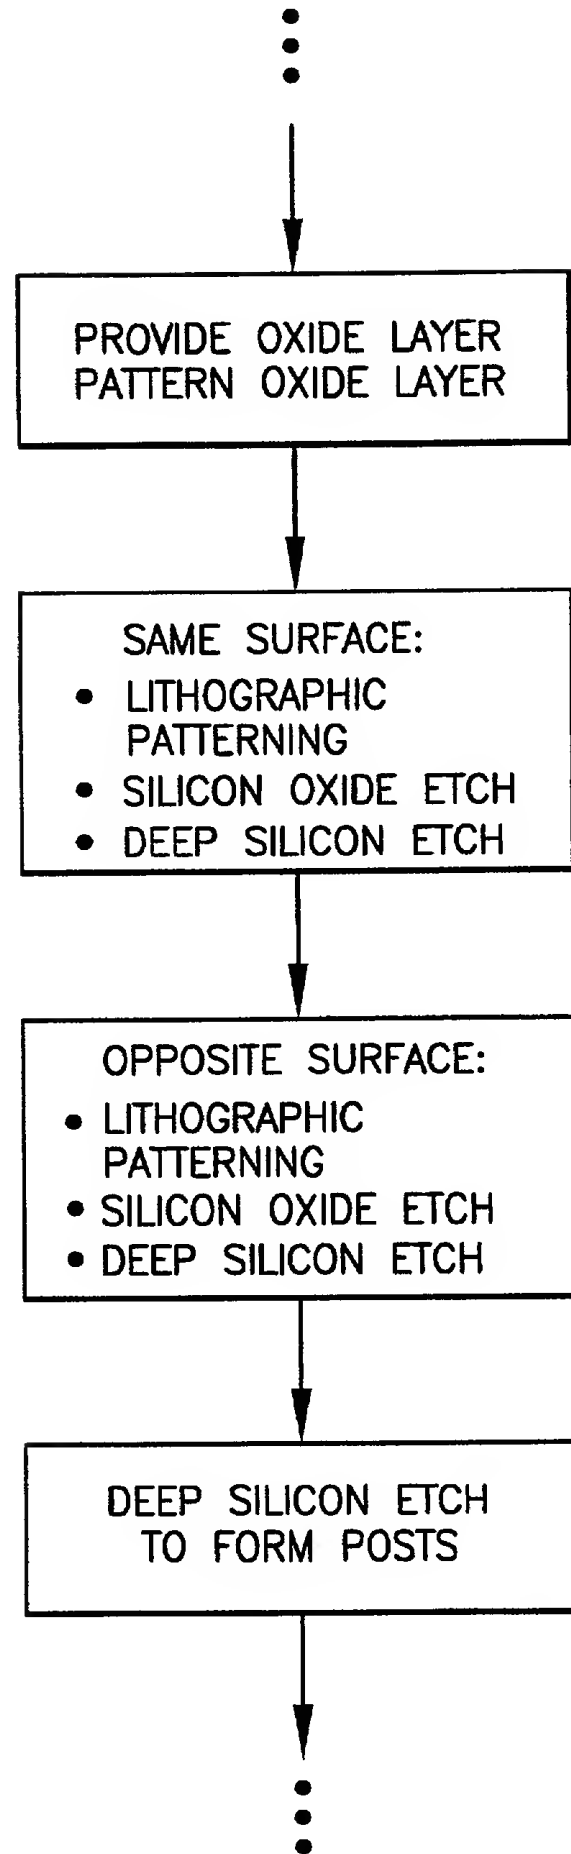 PROVIDE OXIDE LAYER
PATTERN OXIDE LAYER
SAME SURFACE:
• LITHOGRAPHIC
PATTERNING
• SILICON OXIDE ETCH
• DEEP SILICON ETCH
OPPOSITE SURFACE:
• LITHOGRAPHIC
PATTERNING
• SILICON OXIDE ETCH
• DEEP SILICON ETCH
DEEP SILICON ETCH
TO FORM POSTS